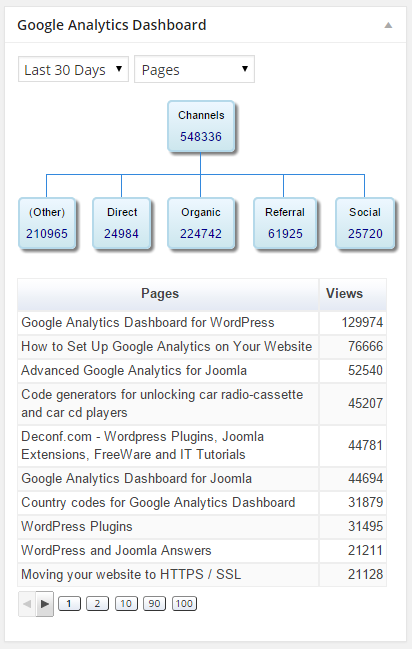 Google Analytics Dashboard
Last 30 Days Pages
Channels
548336
(Other) Direct Organic Referral Social
210965 24984 224742 61925 25720
Pages Views
Google Analytics Dashboard for WordPress 129974
How to Set Up Google Analytics on Your Website 76666
Advanced Google Analytics for Joomla 52540
Code generators for unlocking car radio-cassette
and car cd players 45207
Deconf.com - Wordpress Plugins, Joomla
Extensions, FreeWare and IT Tutorials 44781
Google Analytics Dashboard for Joomla 44694
Country codes for Google Analytics Dashboard 31879
WordPress Plugins 31495
WordPress and Joomla Answers 21211
Moving your website to HTTPS / SSL 21128
1 2 10 90 100